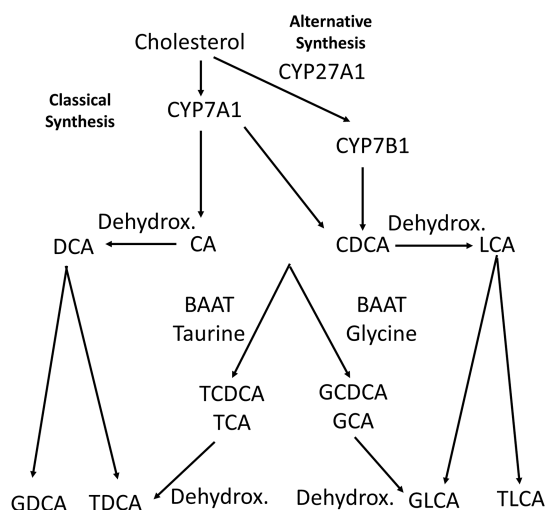 Alternative
Synthesis
Cholesterol
CYP27A1
Classical
Synthesis
CYP7A1
CYP7B1
Dehydrox.
Dehydrox.
DCA
CA
CDCA
LCA
BAAT
Taurine
BAAT
Glycine
TCDCA
TCA
GCDCA
GCA
GDCA
TDCA
Dehydrox.
Dehydrox.
GLCA
TLCA